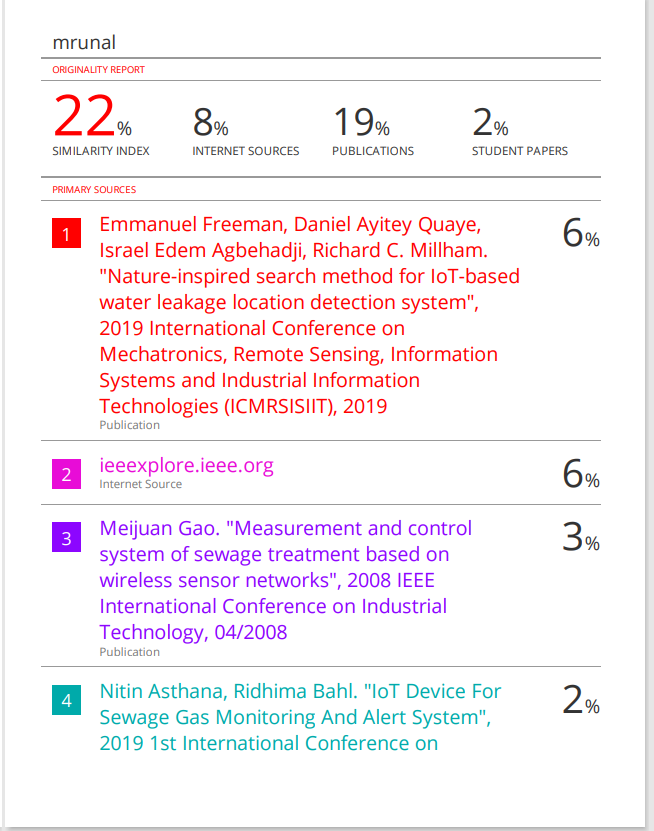 mrunal
ORIGINALITY REPORT
22% 8% 19% 2%
SIMILARITY INDEX INTERNET SOURCES PUBLICATIONS STUDENT PAPERS
PRIMARY SOURCES
1 Emmanuel Freeman, Daniel Ayitey Quaye, 6%
Israel Edem Agbehadji, Richard C. Millham.
"Nature-inspired search method for IoT-based
water leakage location detection system",
2019 International Conference on
Mechatronics, Remote Sensing, Information
Systems and Industrial Information
Technologies (ICMRSISIIT), 2019
Publication
2 ieeexplore.ieee.org 6%
Internet Source
3 Meijuan Gao. "Measurement and control 3%
system of sewage treatment based on
wireless sensor networks", 2008 IEEE
International Conference on Industrial
Technology, 04/2008
Publication
4 Nitin Asthana, Ridhima Bahl. "IoT Device For 2%
Sewage Gas Monitoring And Alert System",
2019 1st International Conference on